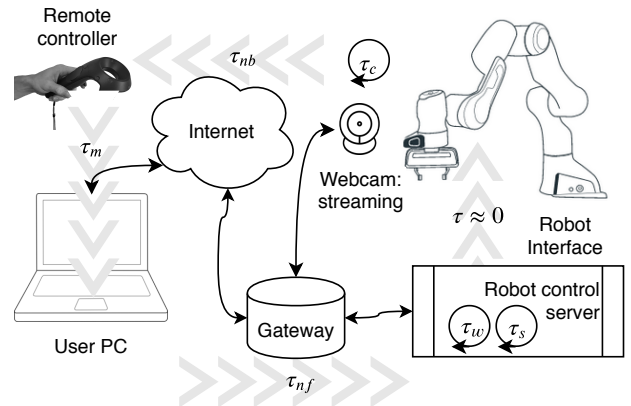 Remote
controller
τ_nb
τ_c
Internet
τ_m
Webcam:
streaming
τ ≈ 0
Robot
Interface
Robot control
server
Gateway
τ_w
τ_s
User PC
τ_nf